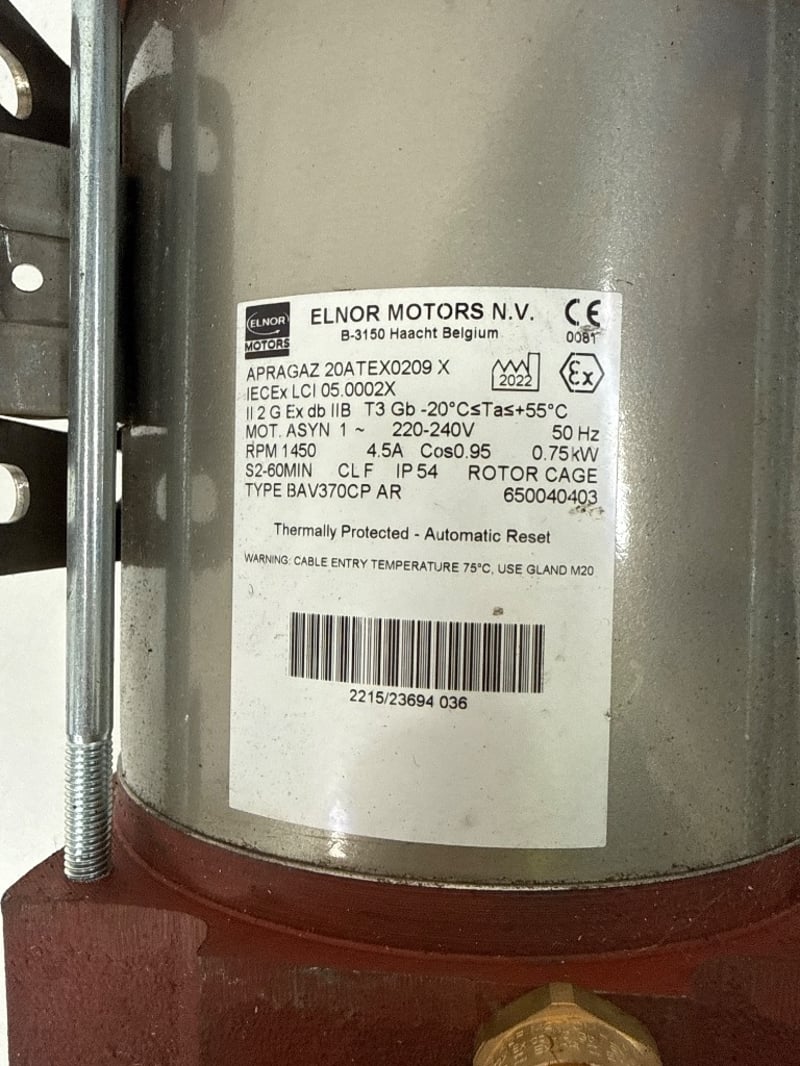 ELNOR
MOTORS
ELNOR MOTORS N.V.
B-3150 Haacht Belgium
CE
0081
APRAGAZ 20ATEX0209 X
2022
Ex
IECEx LCI 05.0002X
II 2 G Ex db IIB T3 Gb -20°C≤Ta≤+55°C
MOT. ASYN 1 ~ 220-240V 50 Hz
RPM 1450 4.5A Cos0.95 0.75kW
S2-60MIN CL F IP 54 ROTOR CAGE
TYPE BAV370CP AR 650040403
Thermally Protected - Automatic Reset
WARNING: CABLE ENTRY TEMPERATURE 75°C, USE GLAND M20
2215/23694 036